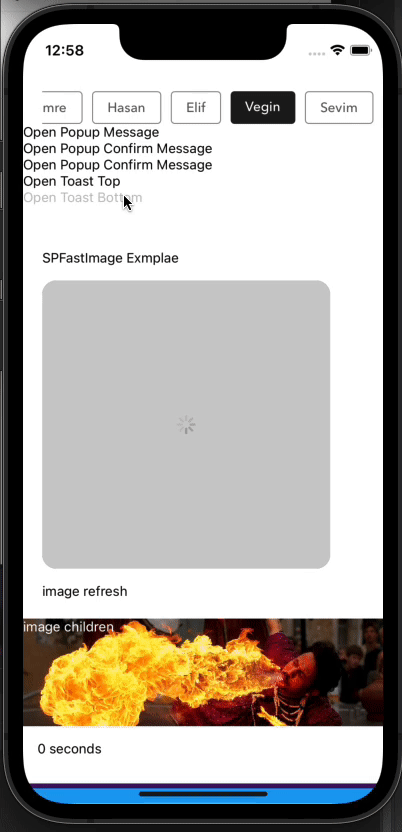 12:58
mre Hasan Elif Vegin Sevim
Open Popup Message
Open Popup Confirm Message
Open Popup Confirm Message
Open Toast Top
Open Toast Bottom
SPFastImage Exmplae
image refresh
image children
0 seconds